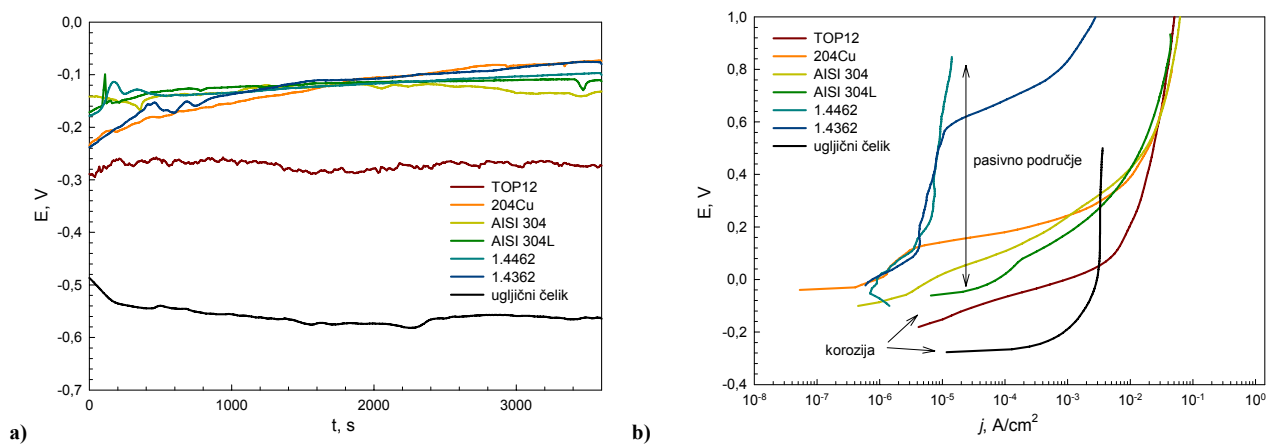 0,0
-0,1
-0,2
-0,3
-0,4
-0,5
-0,6
-0,7
E, V
TOP12
204Cu
AISI 304
AISI 304L
1.4462
1.4362
ugljični čelik
0
1000
2000
3000
t, s
a)
1,0
0,8
0,6
0,4
0,2
0,0
-0,2
-0,4
E, V
TOP12
204Cu
AISI 304
AISI 304L
1.4462
1.4362
ugljični čelik
pasivno područje
korozija
10-8
10-7
10-6
10-5
10-4
10-3
10-2
10-1
100
j, A/cm2
b)